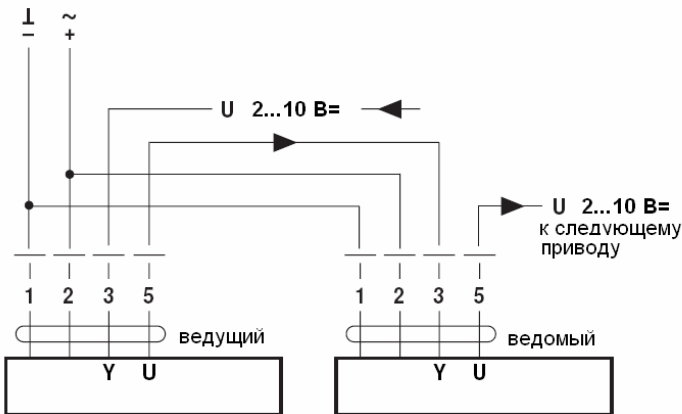 ⊥ ~
− +
U 2...10 В=
U 2...10 В=
к следующему
приводу
1 2 3 5
1 2 3 5
ведущий
ведомый
Y U
Y U